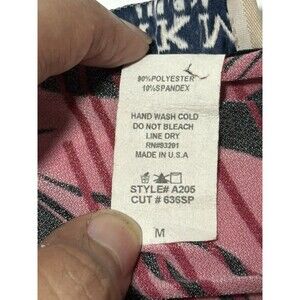 90%POLYESTER
10%SPANDEX
HAND WASH COLD
DO NOT BLEACH
LINE DRY
RN#93291
MADE IN U.S.A
STYLE# A205
CUT # 636SP
M